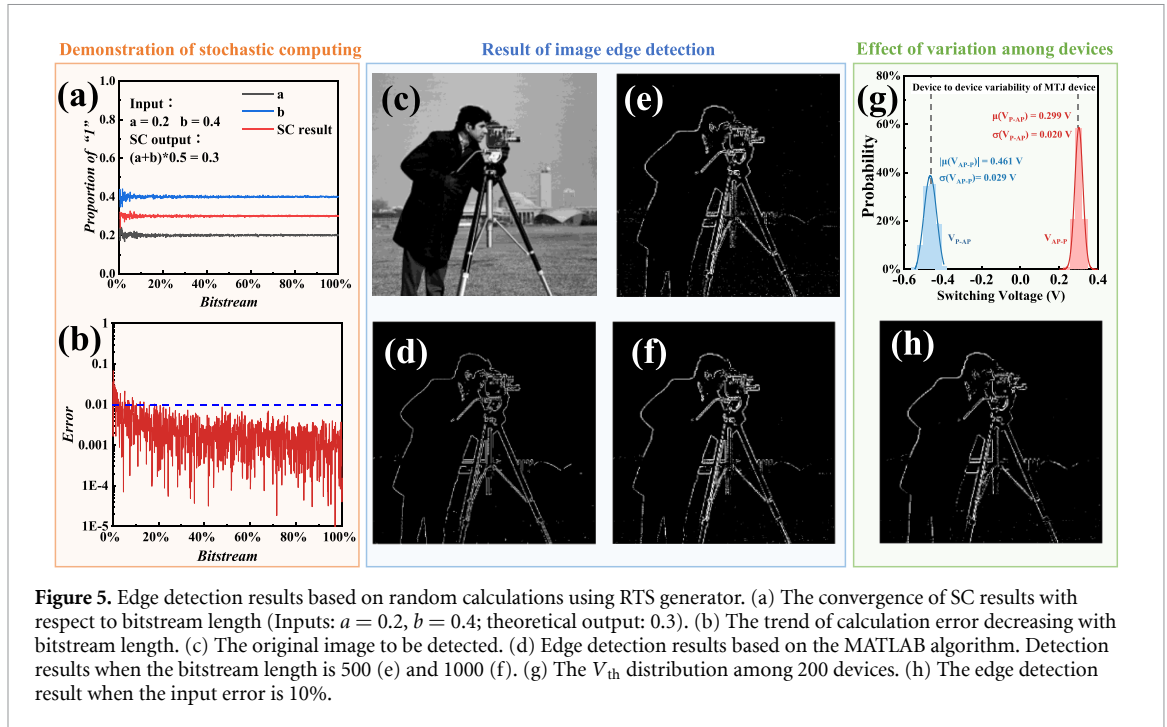 Demonstration of stochastic computing
Result of image edge detection
Effect of variation among devices
(a)
Proportion of "1"
1.0
0.8
0.6
0.4
0.2
0.0
Input：
a = 0.2 b = 0.4
SC output：
(a+b)*0.5 = 0.3
a
b
SC result
0% 20% 40% 60% 80% 100%
Bitstream
(b)
Error
1
0.1
0.01
0.001
1E-4
1E-5
0% 20% 40% 60% 80% 100%
Bitstream
(c)
(e)
(d)
(f)
(g)
Probability
80%
60%
40%
20%
0%
Device to device variability of MTJ device
μ(VP-AP) = 0.299 V
σ(VP-AP) = 0.020 V
|μ(VAP-P)| = 0.461 V
σ(VAP-P)= 0.029 V
VP-AP
VAP-P
-0.6 -0.4 -0.2 0.0 0.2 0.4
Switching Voltage (V)
(h)
Figure 5. Edge detection results based on random calculations using RTS generator. (a) The convergence of SC results with
respect to bitstream length (Inputs: a = 0.2, b = 0.4; theoretical output: 0.3). (b) The trend of calculation error decreasing with
bitstream length. (c) The original image to be detected. (d) Edge detection results based on the MATLAB algorithm. Detection
results when the bitstream length is 500 (e) and 1000 (f). (g) The Vth distribution among 200 devices. (h) The edge detection
result when the input error is 10%.